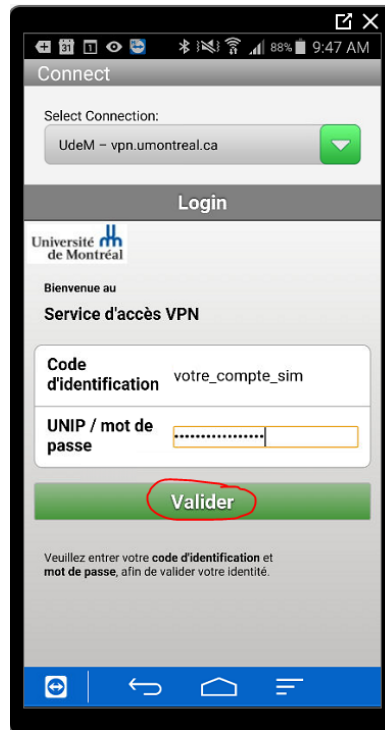 31 1 88% 9:47 AM
Connect
Select Connection:
UdeM – vpn.umontreal.ca
Login
Université
de Montréal
Bienvenue au
Service d'accès VPN
Code
d'identification votre_compte_sim
UNIP / mot de
passe ••••••••••••••••
Valider
Veuillez entrer votre code d'identification et
mot de passe, afin de valider votre identité.